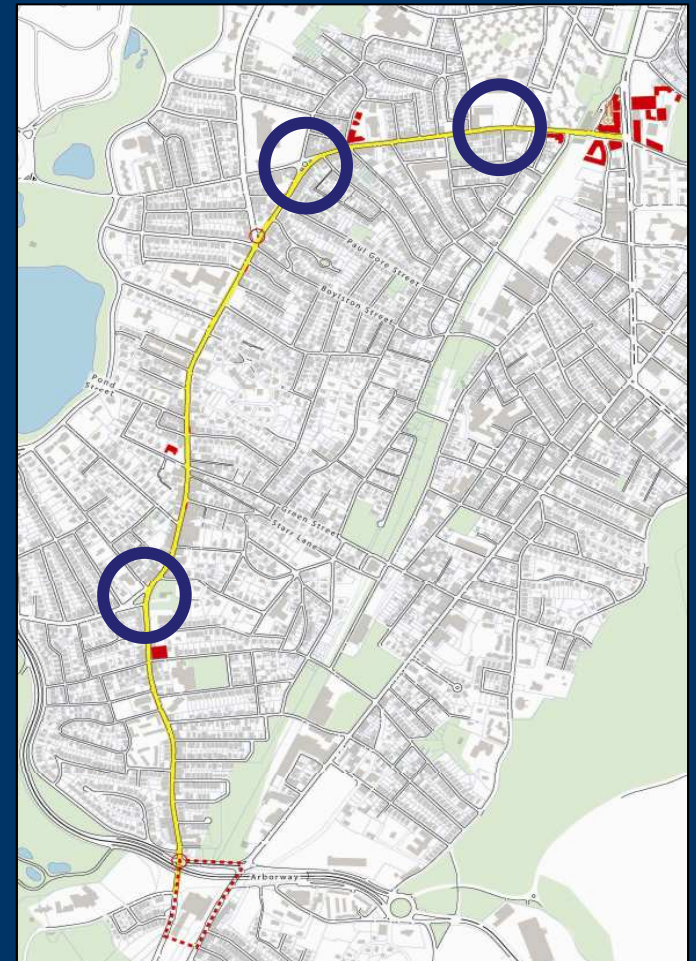 Paul Gore Street
Boylston Street
Pond
Street
Green Street
Starr Lane
Arborway